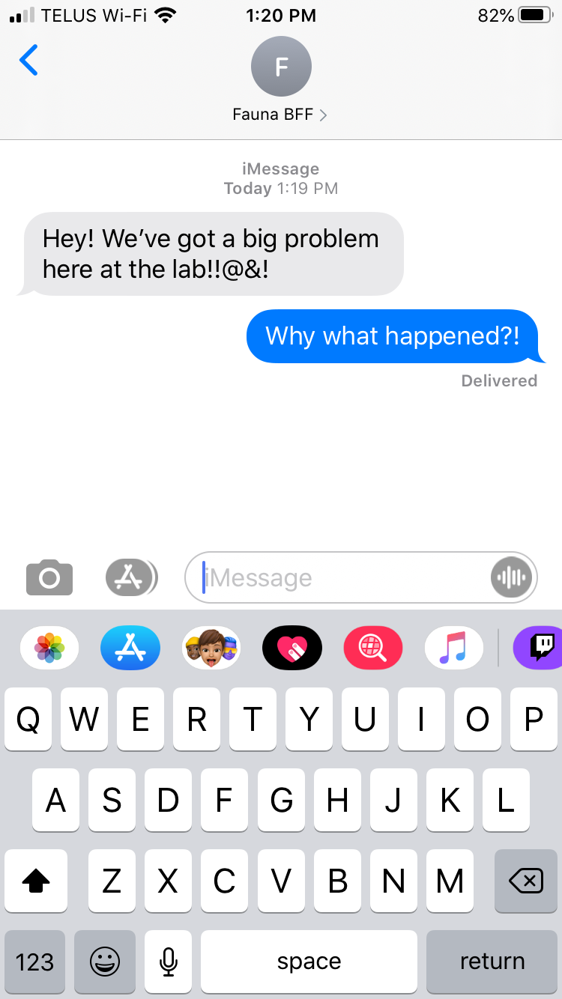 TELUS Wi-Fi 1:20 PM 82%
F
Fauna BFF
iMessage
Today 1:19 PM
Hey! We’ve got a big problem
here at the lab!!@&!
Why what happened?!
Delivered
iMessage
Q W E R T Y U I O P
A S D F G H J K L
Z X C V B N M
123 space return